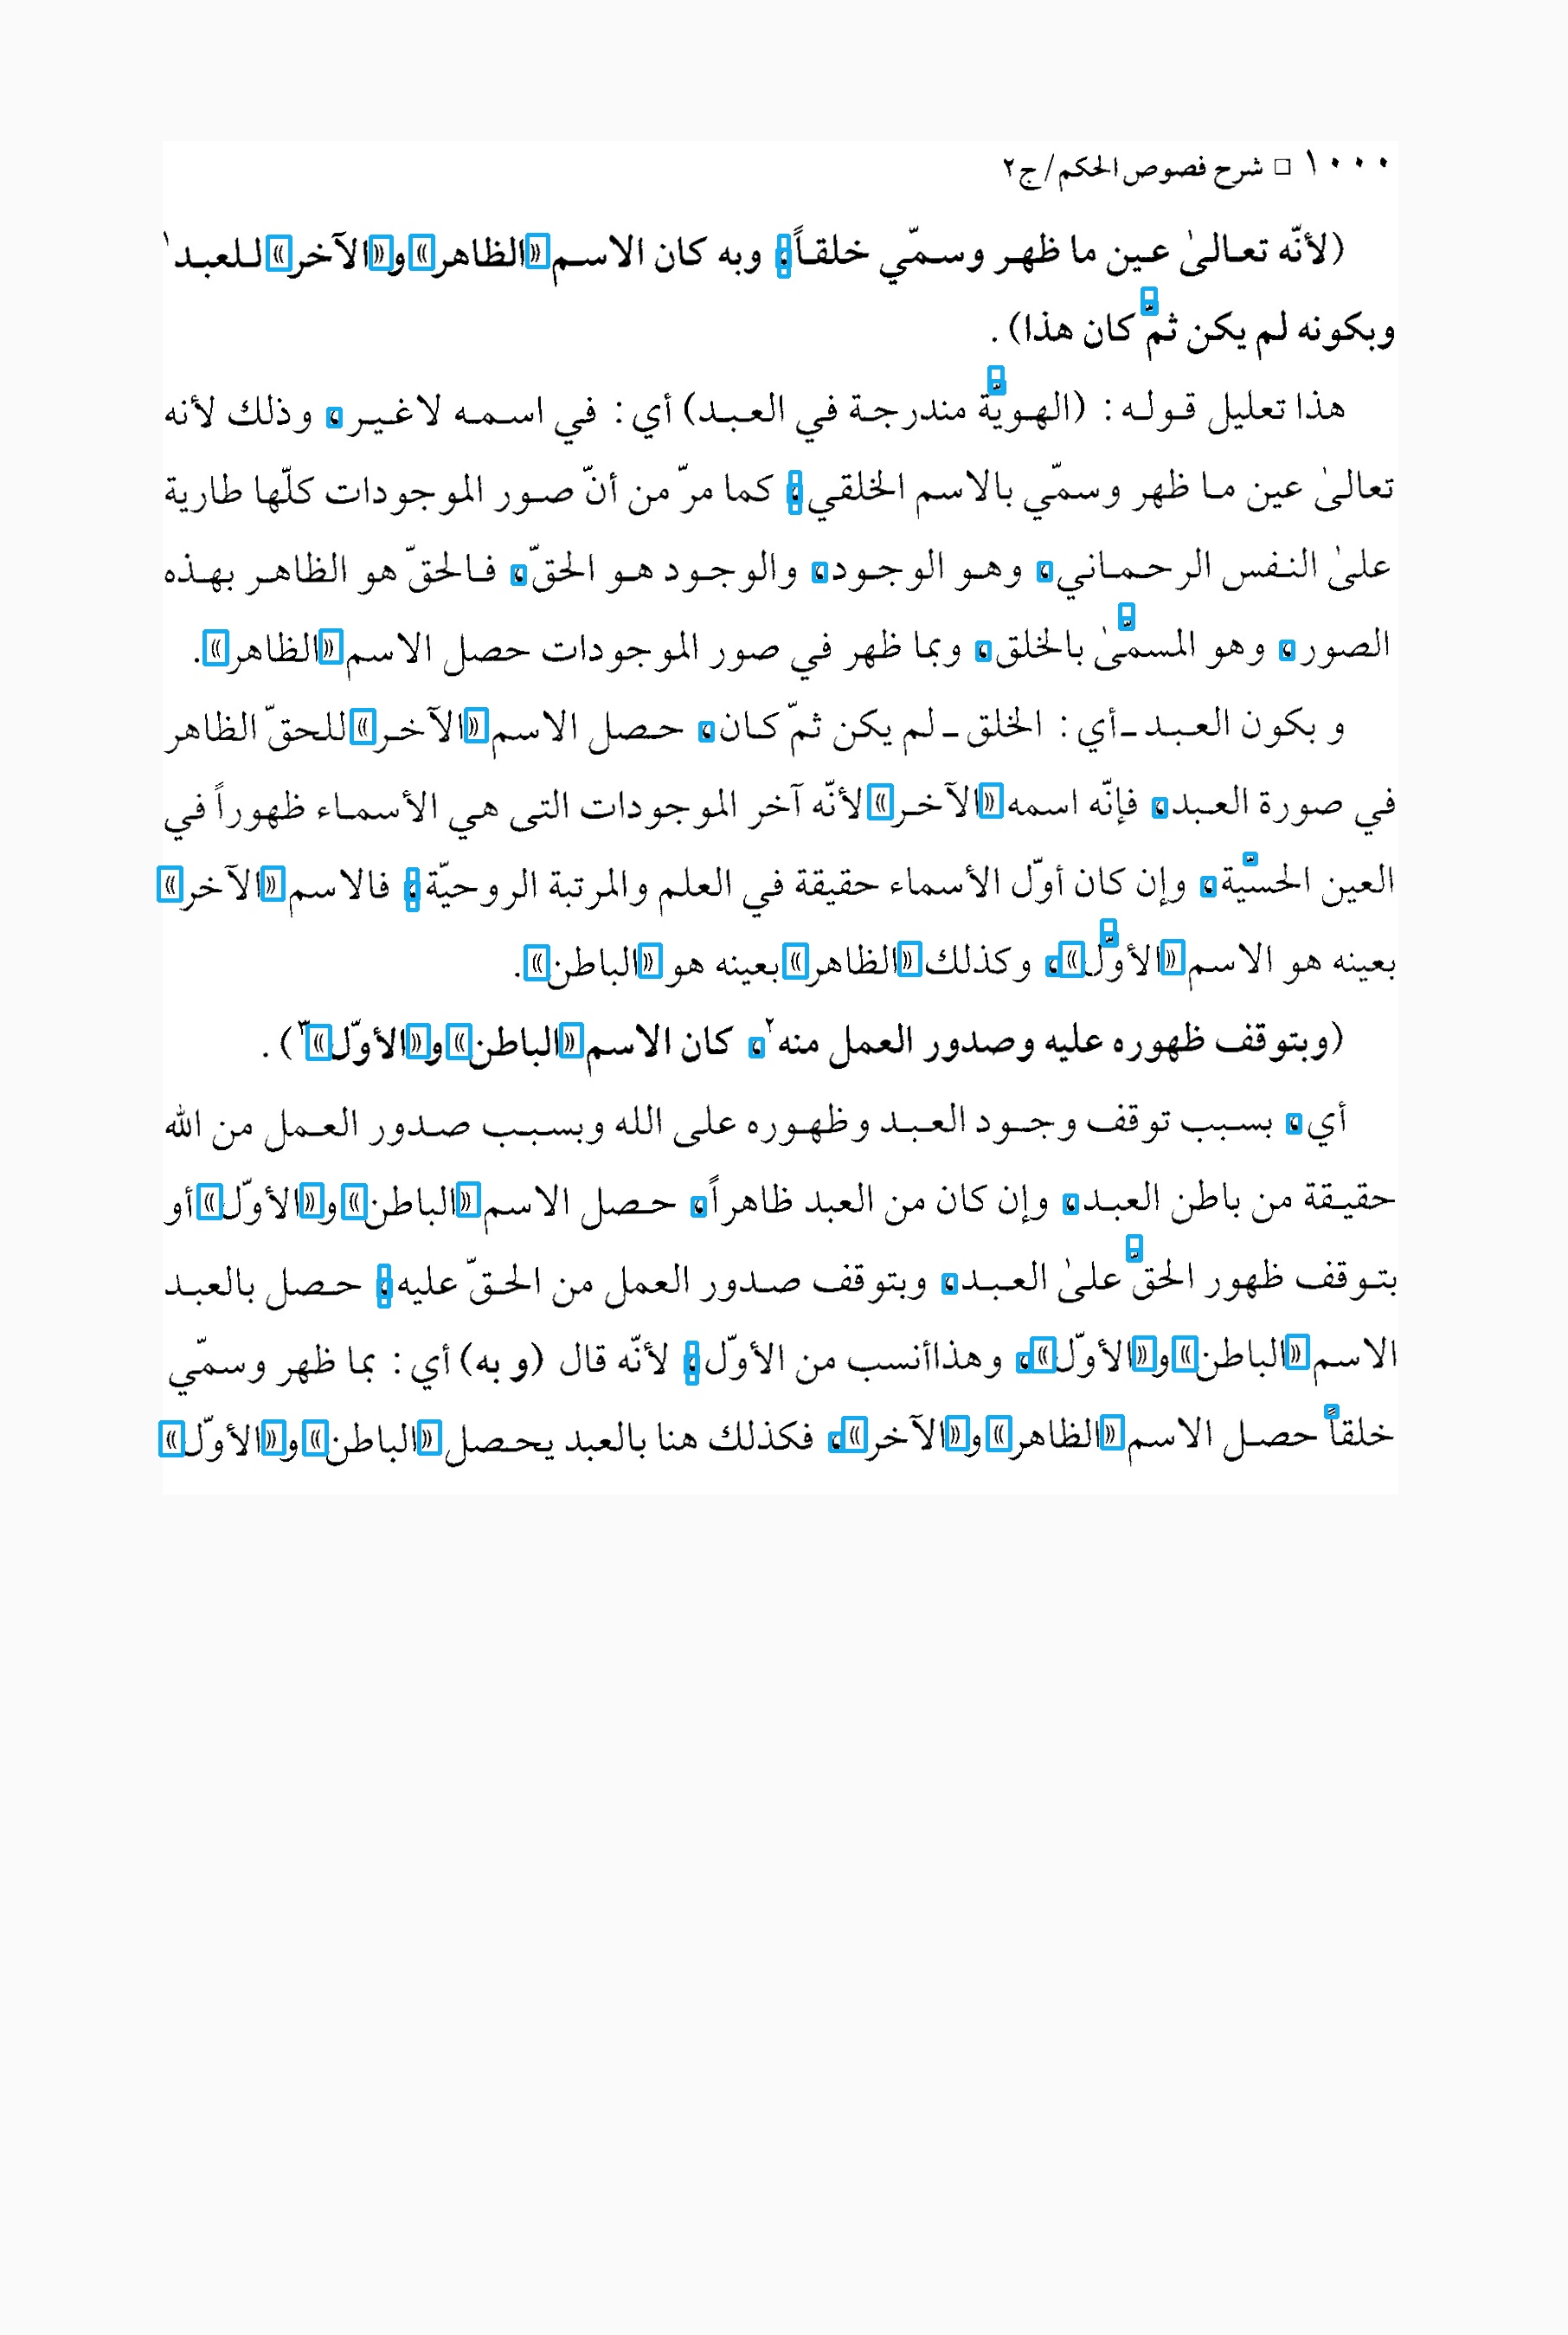 ١٠٠٠ □ شرح فصوص الحكم/ج٢
(لأنّه تعالىٰ عين ما ظهر وسمّي خلقاً، وبه كان الاسم «الظاهر» و«الآخر» للعبد١
وبكونه لم يكن ثمّ كان هذا).
هذا تعليل قوله: (الهويّة مندرجة في العبد) أي: في اسمه لاغير، وذلك لأنه
تعالىٰ عين ما ظهر وسمّي بالاسم الخلقي؛ كما مرّ من أنّ صور الموجودات كلّها طارية
علىٰ النفس الرحماني، وهو الوجود، والوجود هو الحقّ، فالحقّ هو الظاهر بهذه
الصور، وهو المسمّىٰ بالخلق، وبما ظهر في صور الموجودات حصل الاسم «الظاهر».
و بكون العبد ـ أي: الخلق ـ لم يكن ثمّ كان، حصل الاسم «الآخر» للحقّ الظاهر
في صورة العبد، فإنّه اسمه «الآخر» لأنّه آخر الموجودات التى هي الأسماء ظهوراً في
العين الحسّية، وإن كان أوّل الأسماء حقيقة في العلم والمرتبة الروحيّة؛ فالاسم «الآخر»
بعينه هو الاسم «الأوّل»، وكذلك «الظاهر» بعينه هو «الباطن».
(وبتوقف ظهوره عليه وصدور العمل منه٢، كان الاسم «الباطن» و«الأوّل»٣).
أي، بسبب توقف وجود العبد وظهوره على الله وبسبب صدور العمل من الله
حقيقة من باطن العبد، وإن كان من العبد ظاهراً، حصل الاسم «الباطن» و«الأوّل» أو
بتوقف ظهور الحقّ علىٰ العبد، وبتوقف صدور العمل من الحقّ عليه؛ حصل بالعبد
الاسم «الباطن» و«الأوّل»، وهذا أنسب من الأوّل؛ لأنّه قال (و به) أي: بما ظهر وسمّي
خلقاً حصل الاسم «الظاهر» و«الآخر»، فكذلك هنا بالعبد يحصل «الباطن» و«الأوّل»